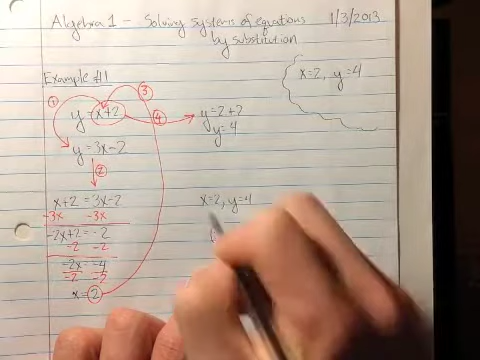 Algebra 1 - Solving systems of equations 1/3/2013
by substitution
Example #1
x=2, y=4
① ③
y = x+2
④
y=2+2
y=4
y = 3x-2
②
x+2 = 3x-2
-3x -3x
-2x+2 = -2
-2 -2
-2x = -4
-2 -2
x = 2
x=2, y=4